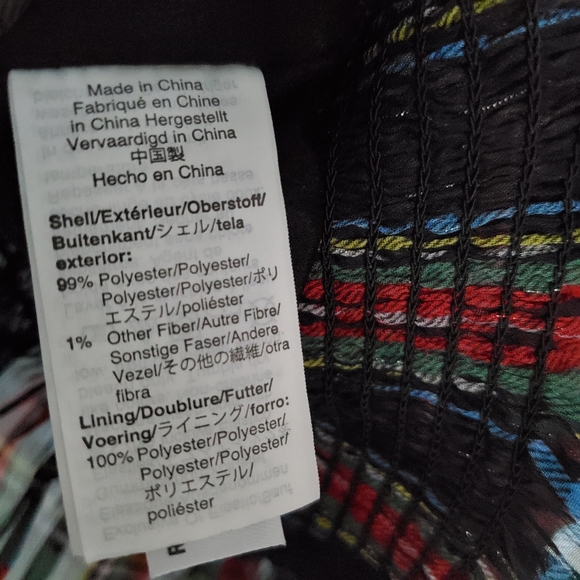 Made in China
Fabriqué en Chine
in China Hergestellt
Vervaardigd in China
中国製
Hecho en China
Shell/Extérieur/Oberstoff/
Buitenkant/シェル/tela
exterior:
99% Polyester/Polyester/
Polyester/Polyester/ポリ
エステル/poliéster
1% Other Fiber/Autre Fibre/
Sonstige Faser/Andere
Vezel/その他の繊維/otra
fibra
Lining/Doublure/Futter/
Voering/ライニング/forro:
100% Polyester/Polyester/
Polyester/Polyester/
ポリエステル/
poliéster